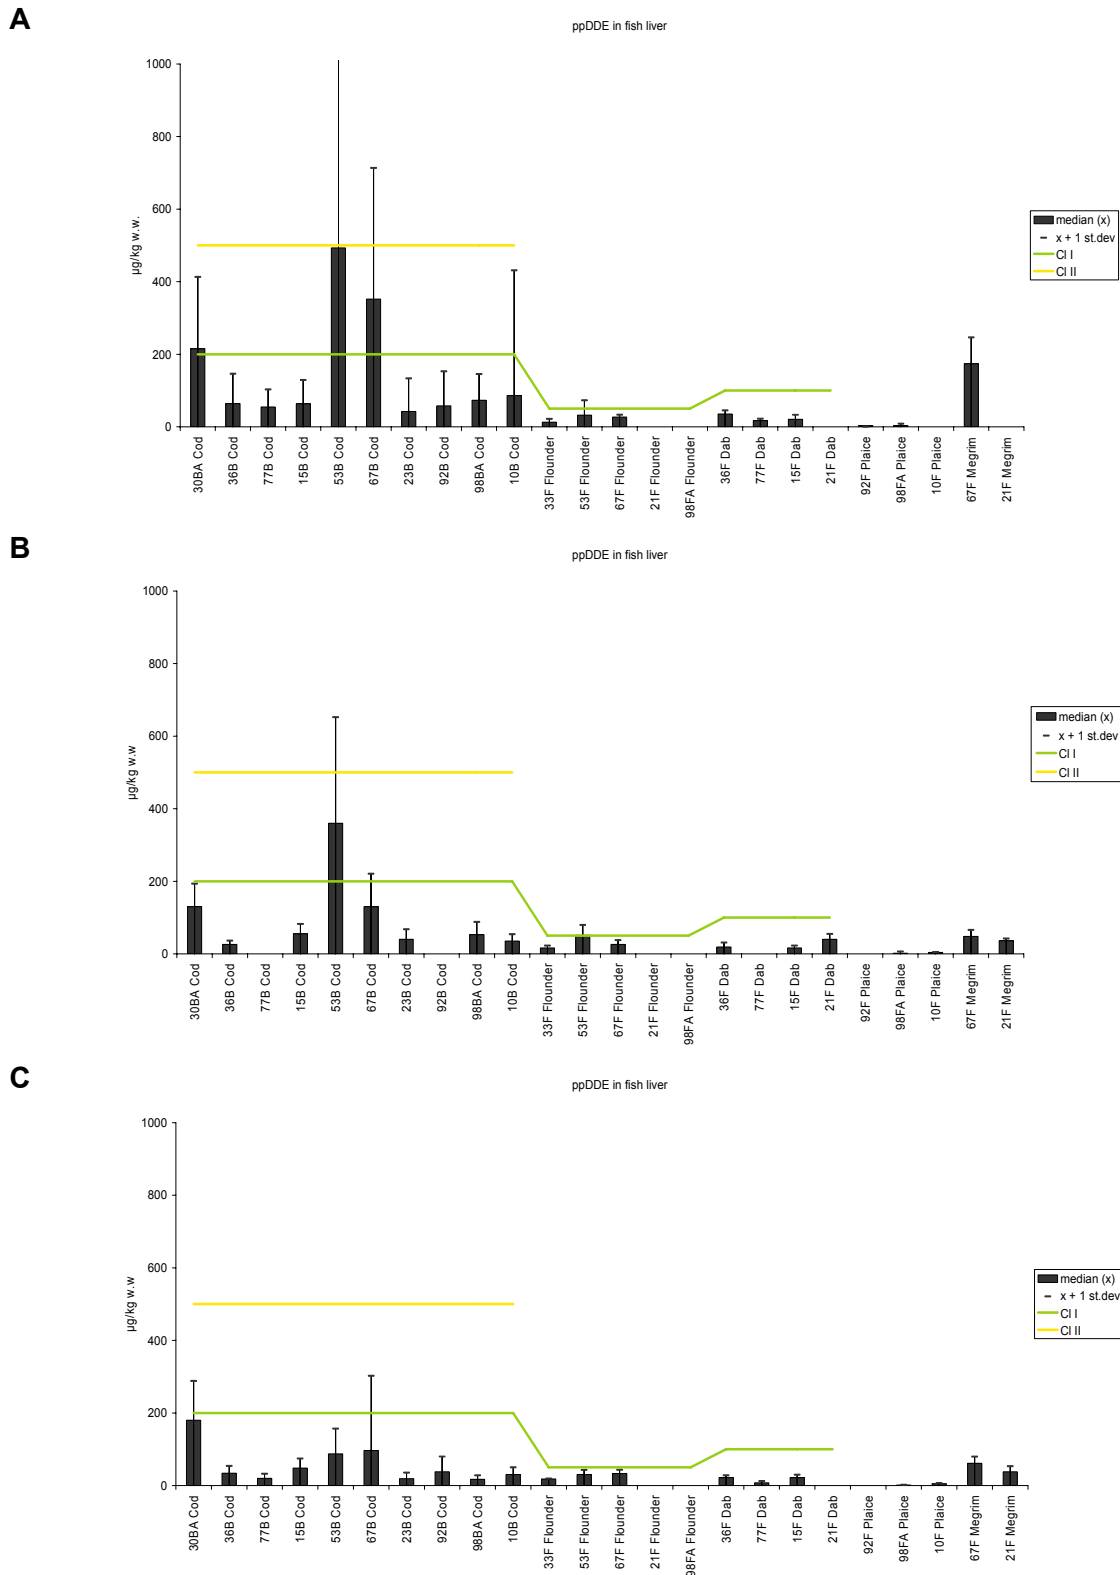 A
ppDDE in fish liver
1000
800
600
400
200
0
µg/kg w.w.
30BA Cod
36B Cod
77B Cod
15B Cod
53B Cod
67B Cod
23B Cod
92B Cod
98BA Cod
10B Cod
33F Flounder
53F Flounder
67F Flounder
21F Flounder
98FA Flounder
36F Dab
77F Dab
15F Dab
21F Dab
92F Plaice
98FA Plaice
10F Plaice
67F Megrim
21F Megrim
median (x)
x + 1 st.dev
Cl I
Cl II
B
ppDDE in fish liver
1000
800
600
400
200
0
µg/kg w.w
30BA Cod
36B Cod
77B Cod
15B Cod
53B Cod
67B Cod
23B Cod
92B Cod
98BA Cod
10B Cod
33F Flounder
53F Flounder
67F Flounder
21F Flounder
98FA Flounder
36F Dab
77F Dab
15F Dab
21F Dab
92F Plaice
98FA Plaice
10F Plaice
67F Megrim
21F Megrim
median (x)
x + 1 st.dev
Cl I
Cl II
C
ppDDE in fish liver
1000
800
600
400
200
0
µg/kg w.w
30BA Cod
36B Cod
77B Cod
15B Cod
53B Cod
67B Cod
23B Cod
92B Cod
98BA Cod
10B Cod
33F Flounder
53F Flounder
67F Flounder
21F Flounder
98FA Flounder
36F Dab
77F Dab
15F Dab
21F Dab
92F Plaice
98FA Plaice
10F Plaice
67F Megrim
21F Megrim
median (x)
x + 1 st.dev
Cl I
Cl II